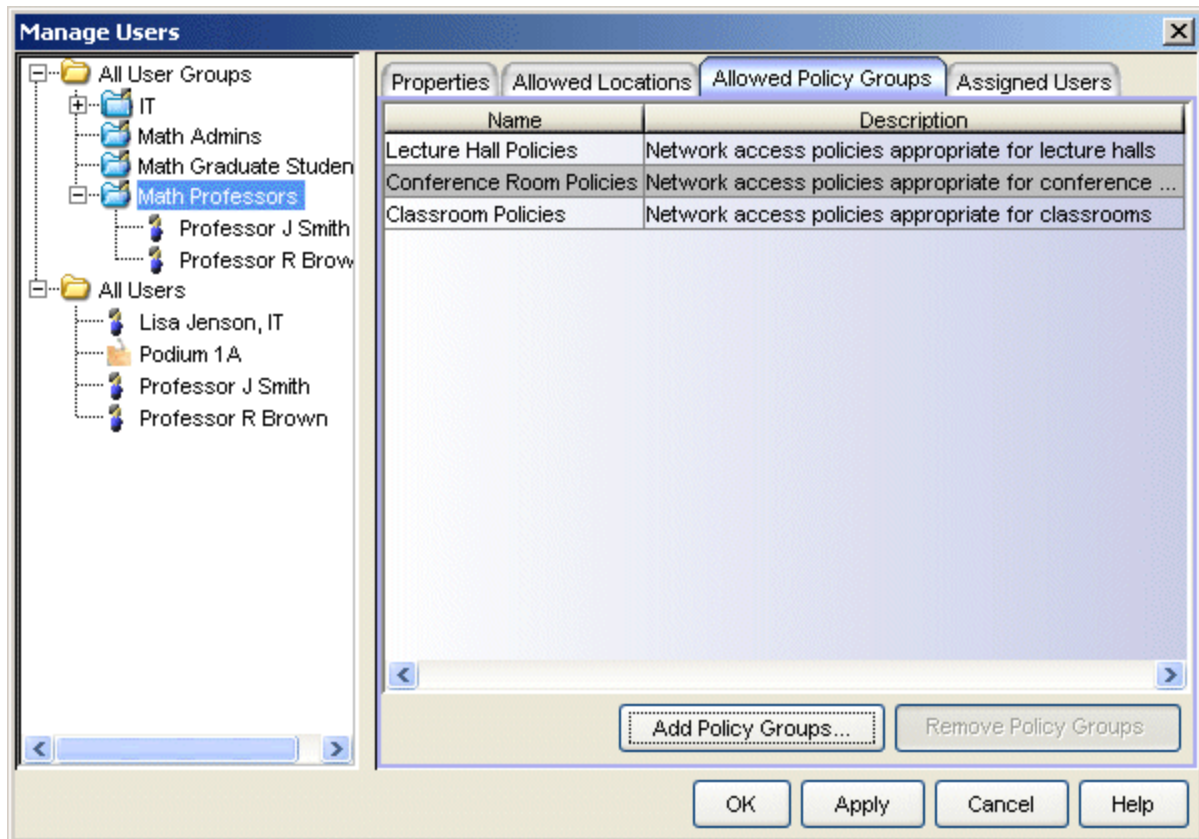 Manage Users
All User Groups
IT
Math Admins
Math Graduate Studen
Math Professors
Professor J Smith
Professor R Brow
All Users
Lisa Jenson, IT
Podium 1A
Professor J Smith
Professor R Brown
Properties Allowed Locations Allowed Policy Groups Assigned Users
Name Description
Lecture Hall Policies Network access policies appropriate for lecture halls
Conference Room Policies Network access policies appropriate for conference ...
Classroom Policies Network access policies appropriate for classrooms
Add Policy Groups... Remove Policy Groups
OK Apply Cancel Help